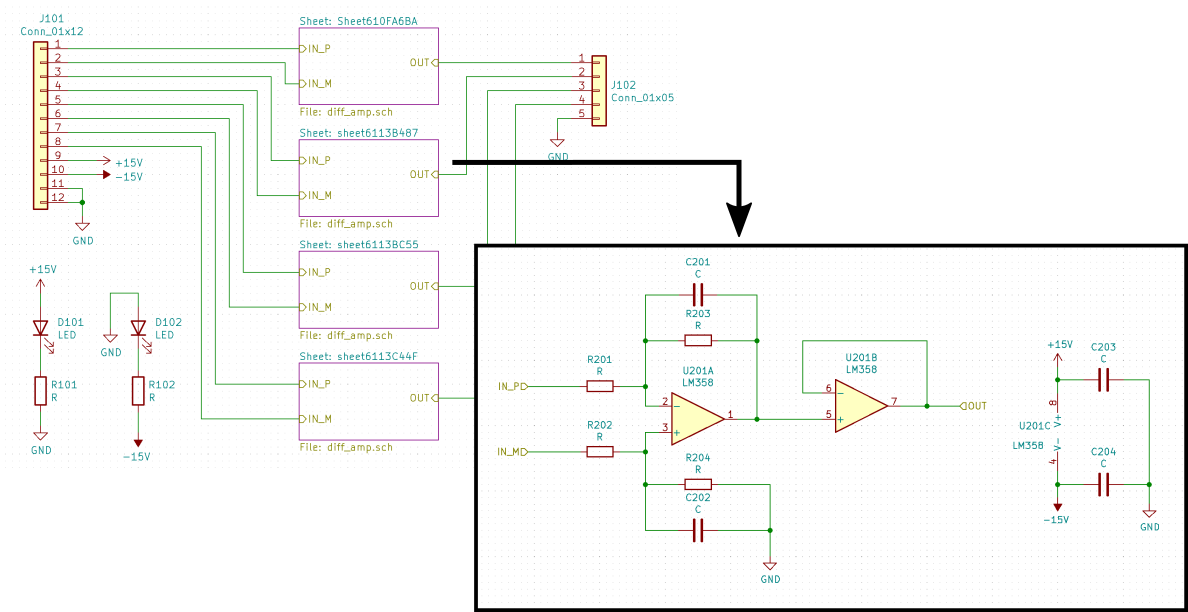 J101
Conn_01x12
1
2
3
4
5
6
7
8
9
10
11
12
+15V
-15V
GND
Sheet: Sheet610FA6BA
IN_P
IN_M
OUT
File: diff_amp.sch
Sheet: sheet6113B487
IN_P
IN_M
OUT
File: diff_amp.sch
Sheet: sheet6113BC55
IN_P
IN_M
OUT
File: diff_amp.sch
Sheet: sheet6113C44F
IN_P
IN_M
OUT
File: diff_amp.sch
1
2
3
4
5
J102
Conn_01x05
GND
+15V
D101
LED
R101
R
GND
D102
LED
GND
R102
R
-15V
C201
C
R203
R
R201
R
IN_P
U201A
LM358
2
3
1
R202
R
IN_M
R204
R
C202
C
GND
U201B
LM358
6
5
7
OUT
+15V
C203
C
8
V+
U201C
LM358
V-
4
C204
C
-15V
GND